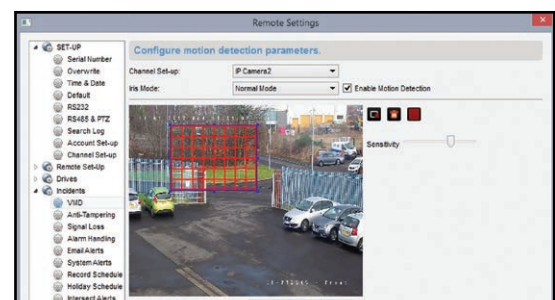 Remote Settings
SET-UP
Serial Number
Overwrite
Time & Date
Default
RS232
RS485 & PTZ
Search Log
Account Set-up
Channel Set-up
Remote Set-Up
Drives
Incidents
VMD
Anti-Tampering
Signal Loss
Alarm Handling
Email Alerts
System Alerts
Record Schedule
Holiday Schedule
Intersect Alerts
Configure motion detection parameters.
Channel Set-up: IP Camera2
Iris Mode: Normal Mode Enable Motion Detection
Sensitivity